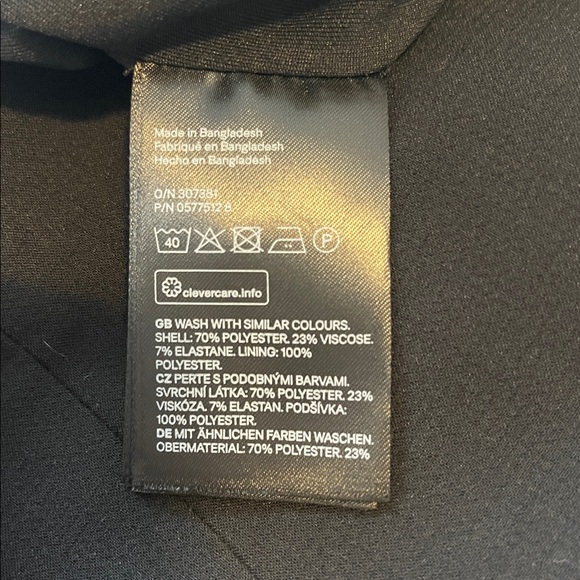 Made in Bangladesh
Fabriqué en Bangladesh
Hecho en Bangladesh
O/N 307381
P/N 0577512 8
40
P
clevercare.info
GB WASH WITH SIMILAR COLOURS.
SHELL: 70% POLYESTER. 23% VISCOSE.
7% ELASTANE. LINING: 100%
POLYESTER.
CZ PERTE S PODOBNÝMI BARVAMI.
SVRCHNÍ LÁTKA: 70% POLYESTER. 23%
VISKÓZA. 7% ELASTAN. PODŠÍVKA:
100% POLYESTER.
DE MIT ÄHNLICHEN FARBEN WASCHEN.
OBERMATERIAL: 70% POLYESTER. 23%